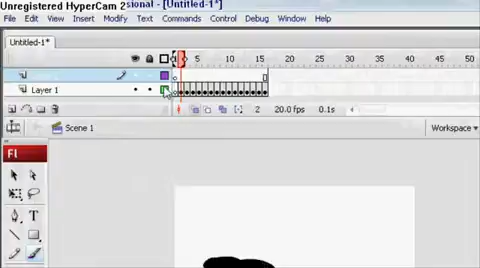 Unregistered HyperCam 2
sional - [Untitled-1*]
File Edit View Insert Modify Text Commands Control Debug Window Help
Untitled-1*
5 10 15 20 25 30 35 40 45 50
Layer 1
2 20.0 fps 0.1s
Scene 1
Workspace
Fl
T